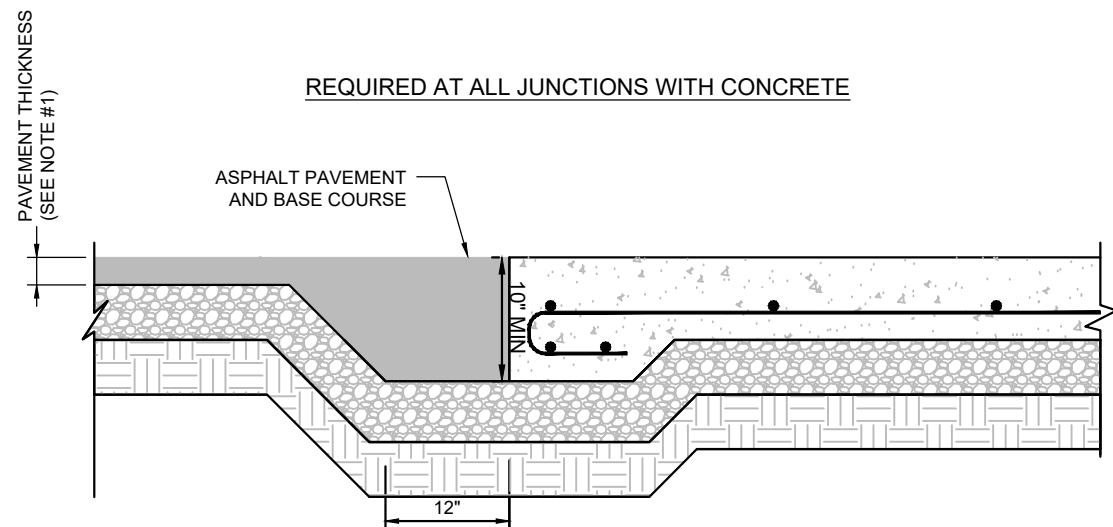 PAVEMENT THICKNESS
(SEE NOTE #1)
REQUIRED AT ALL JUNCTIONS WITH CONCRETE
ASPHALT PAVEMENT
AND BASE COURSE
10" MIN
12"